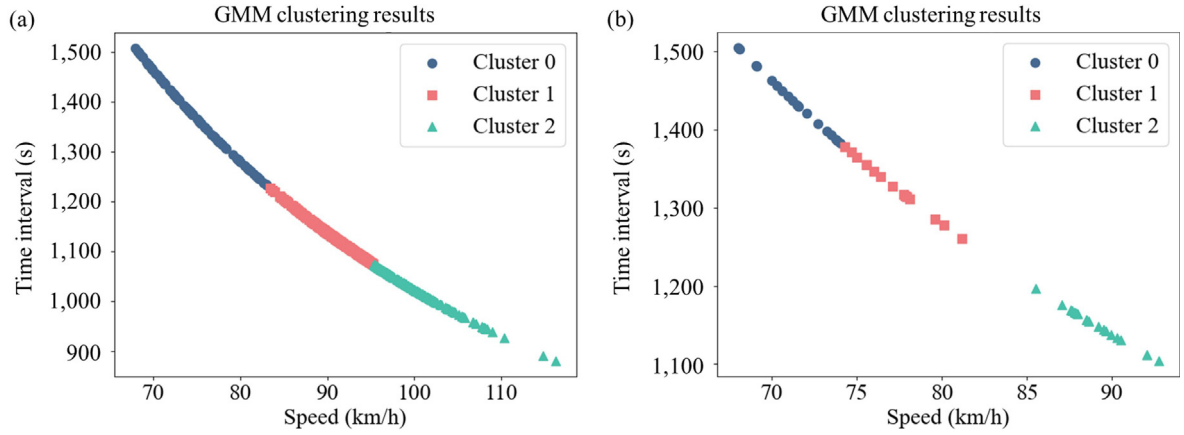 (a)
GMM clustering results
Cluster 0
Cluster 1
Cluster 2
Time interval (s)
1,500
1,400
1,300
1,200
1,100
1,000
900
70 80 90 100 110
Speed (km/h)
(b)
GMM clustering results
Cluster 0
Cluster 1
Cluster 2
Time interval (s)
1,500
1,400
1,300
1,200
1,100
70 75 80 85 90
Speed (km/h)